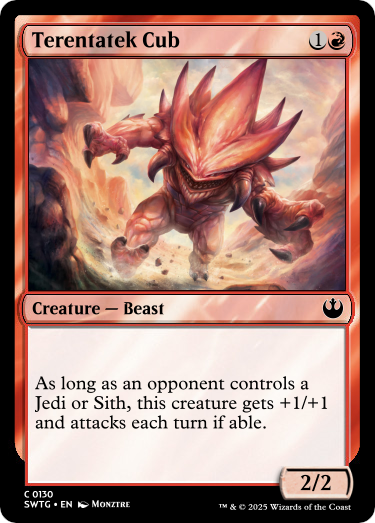 Terentatek Cub 1
Creature — Beast
As long as an opponent controls a
Jedi or Sith, this creature gets +1/+1
and attacks each turn if able.
2/2
C 0130
SWTG • EN Monztre
™ & © 2025 Wizards of the Coast